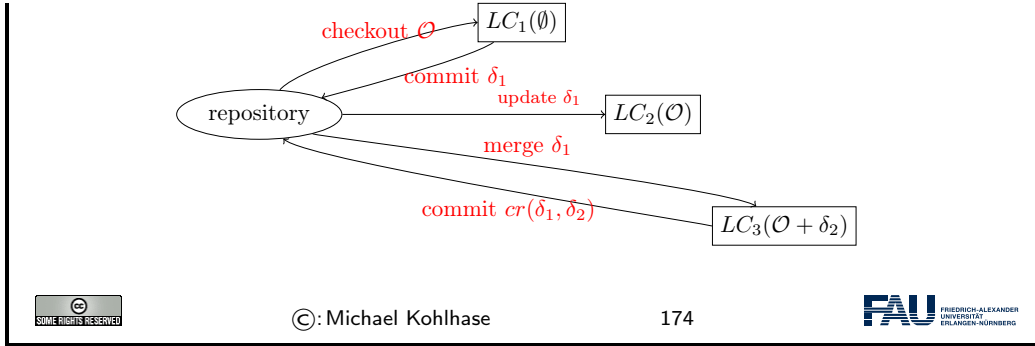 checkout 𝒪
LC₁(∅)
commit δ₁
update δ₁
repository
LC₂(𝒪)
merge δ₁
commit cr(δ₁, δ₂)
LC₃(𝒪 + δ₂)
cc
SOME RIGHTS RESERVED
©: Michael Kohlhase
174
FAU
FRIEDRICH-ALEXANDER
UNIVERSITÄT
ERLANGEN-NÜRNBERG